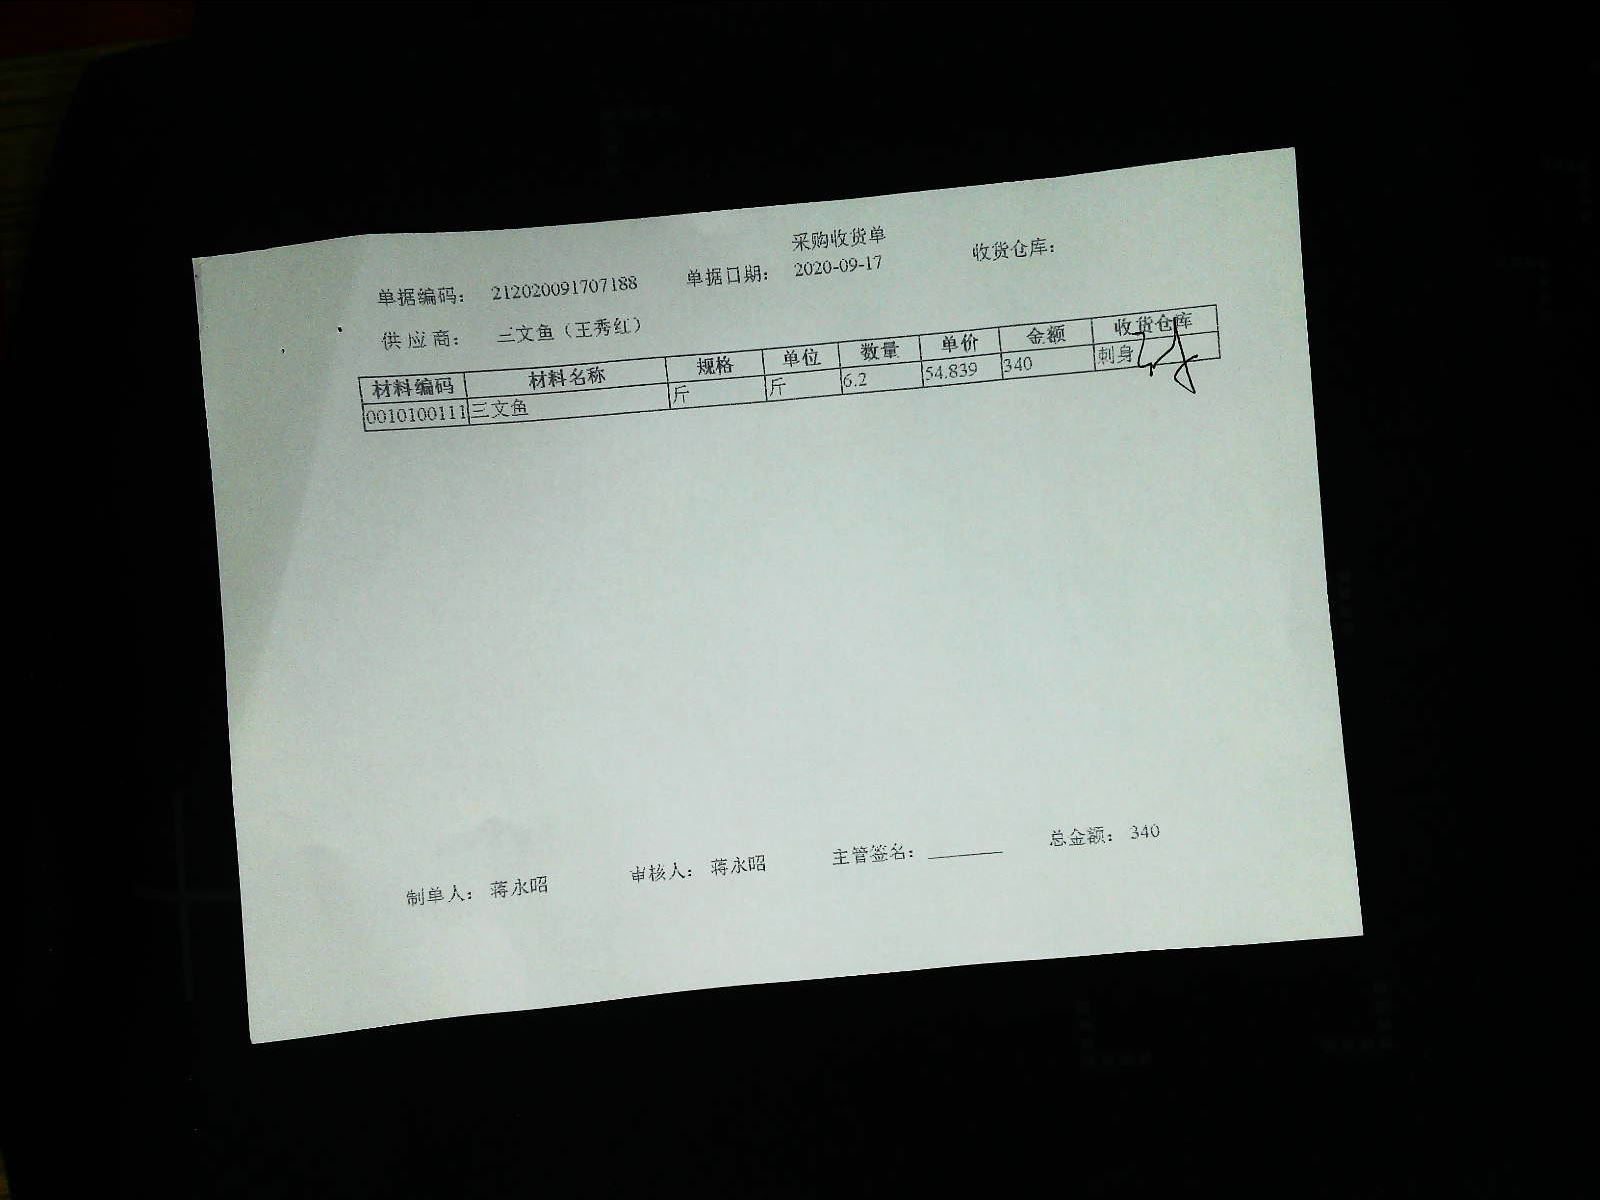 采购收货单
单据编码： 212020091707188 单据日期： 2020-09-17 收货仓库：
供应商： 三文鱼（王秀红）
材料编码 材料名称 规格 单位 数量 单价 金额 收货仓库
0010100111 三文鱼 斤 斤 6.2 54.839 340 刺身
制单人： 蒋永昭 审核人： 蒋永昭 主管签名： 总金额： 340